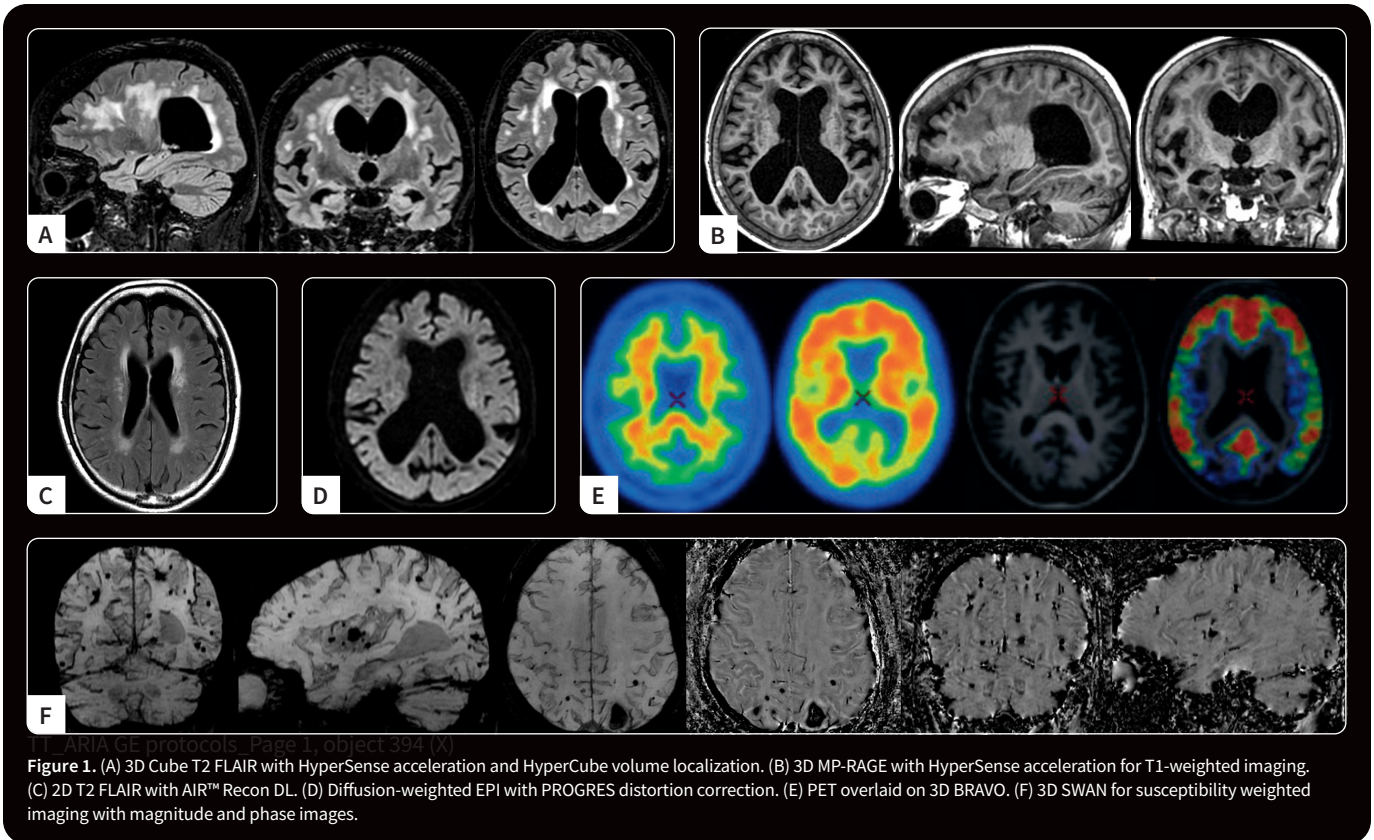 A
B
C
D
E
F
TT_ARIA GE protocols_Page 1, object 394 (X)
Figure 1. (A) 3D Cube T2 FLAIR with HyperSense acceleration and HyperCube volume localization. (B) 3D MP-RAGE with HyperSense acceleration for T1-weighted imaging.
(C) 2D T2 FLAIR with AIR™ Recon DL. (D) Diffusion-weighted EPI with PROGRES distortion correction. (E) PET overlaid on 3D BRAVO. (F) 3D SWAN for susceptibility weighted
imaging with magnitude and phase images.